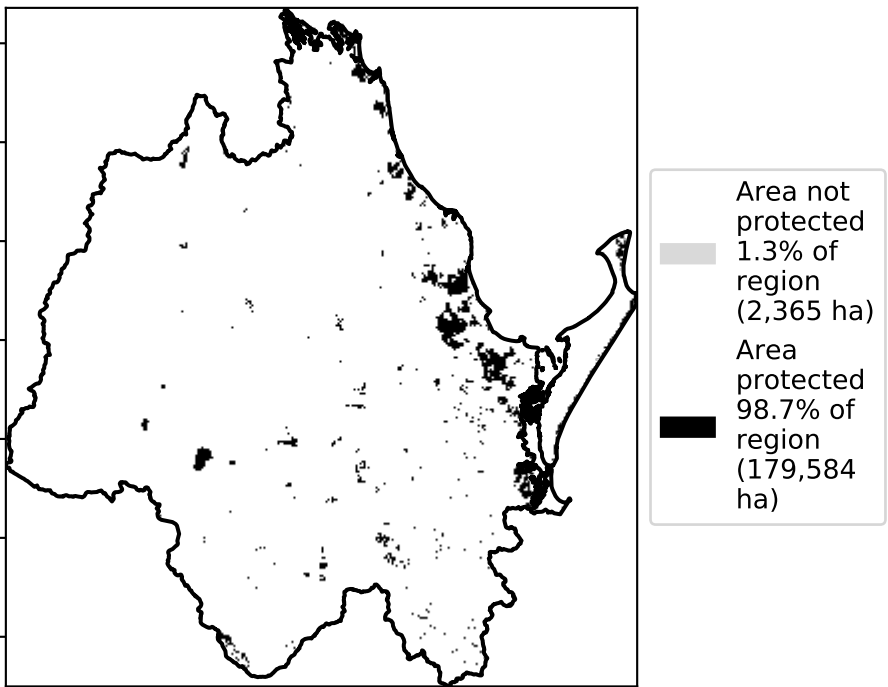 Area not
protected
1.3% of
region
(2,365 ha)
Area
protected
98.7% of
region
(179,584
ha)